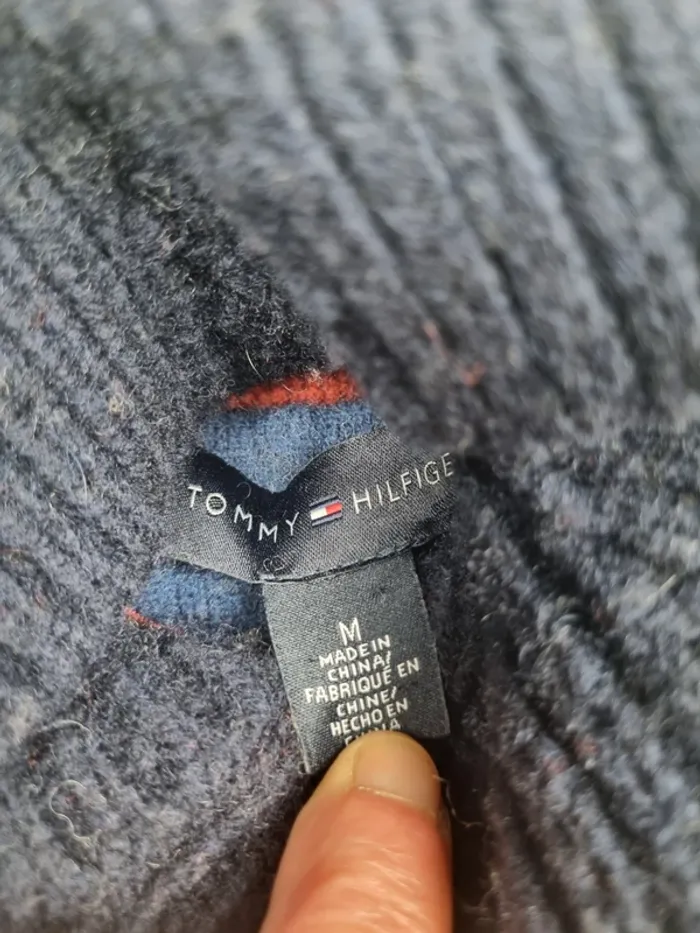 TOMMY HILFIGE
M
MADE IN
CHINA/
FABRIQUÉ EN
CHINE/
HECHO EN